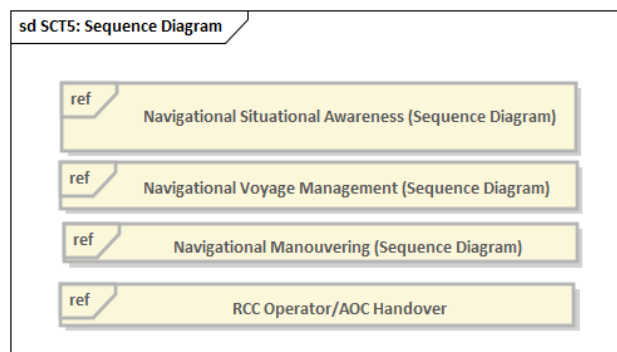 sd SCT5: Sequence Diagram
ref
Navigational Situational Awareness (Sequence Diagram)
ref
Navigational Voyage Management (Sequence Diagram)
ref
Navigational Manouvering (Sequence Diagram)
ref
RCC Operator/AOC Handover